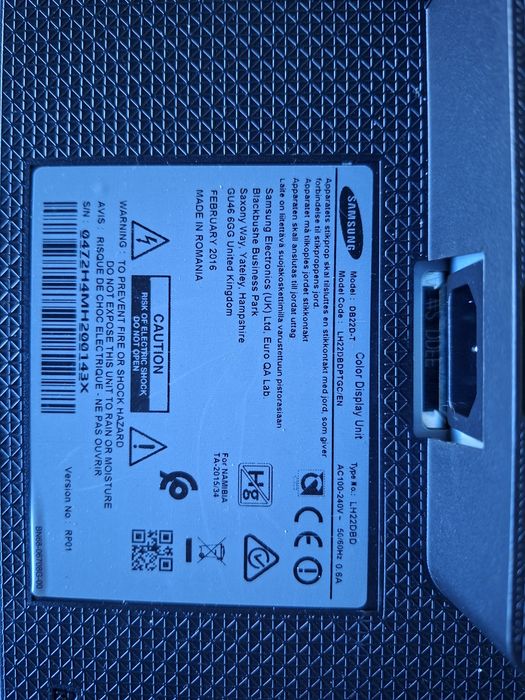 SAMSUNG
Model : DB22D-T Color Display Unit
Type No.: LH22DBD
Model Code : LH22DBDPTGC/EN
AC100-240V~ 50/60Hz 0.6A
Apparatets stikprop skal tilsluttes en stikkontakt med jord, som giver
forbindelse til stikproppens jord.
Apparatet må tilkoples jordet stikkontakt
Apparaten skall anslutas till jordat uttag
Laite on liitettävä suojakoskettimilla varustettuun pistorasiaan
Samsung Electronics (UK) Ltd, Euro QA Lab.
Blackbushe Business Park
Saxony Way, Yateley, Hampshire
GU46 6GG United Kingdom
FEBRUARY 2016
MADE IN ROMANIA
For NAMIBIA
TA-2015/34
CE
CAUTION
RISK OF ELECTRIC SHOCK
DO NOT OPEN
WARNING : TO PREVENT FIRE OR SHOCK HAZARD
DO NOT EXPOSE THIS UNIT TO RAIN OR MOISTURE
AVIS : RISQUE DE CHOC ELECTRIQUE - NE PAS OUVRIR
S/N : 0472H4MH200143X
Version No : RP01